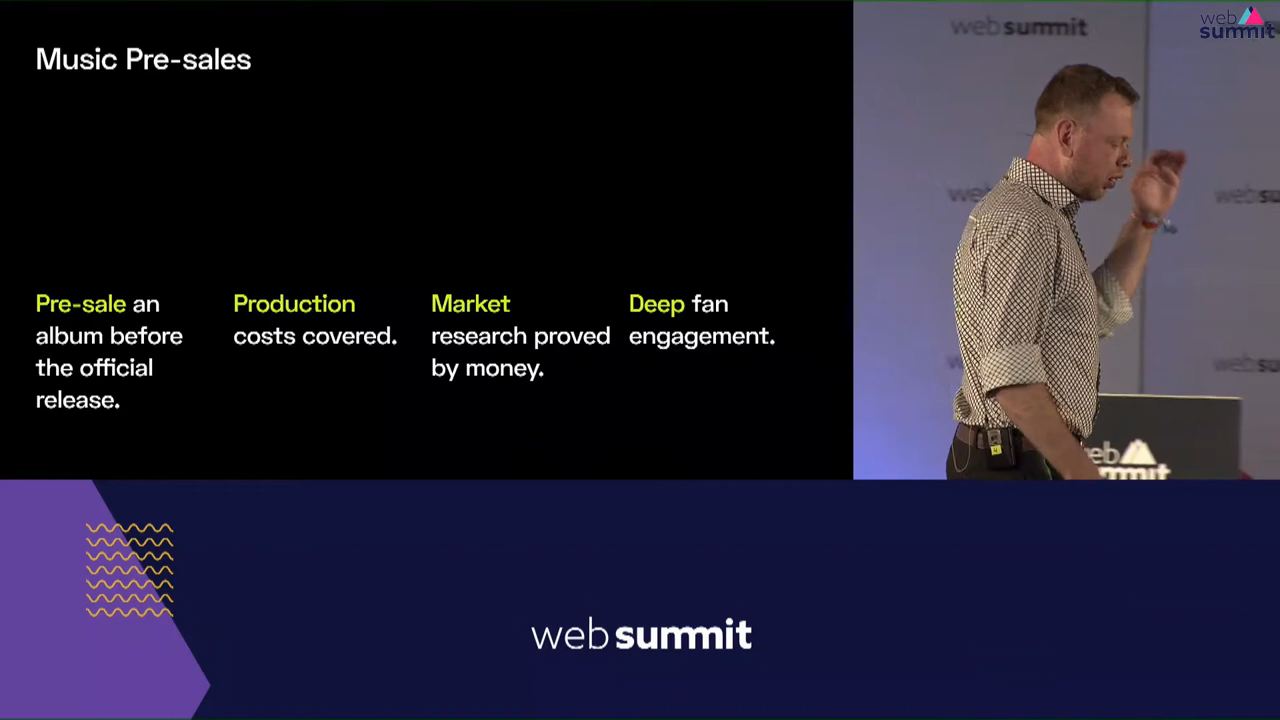 Music Pre-sales
Pre-sale an
album before
the official
release.
Production
costs covered.
Market
research proved
by money.
Deep fan
engagement.
web summit
web
summit
web summit